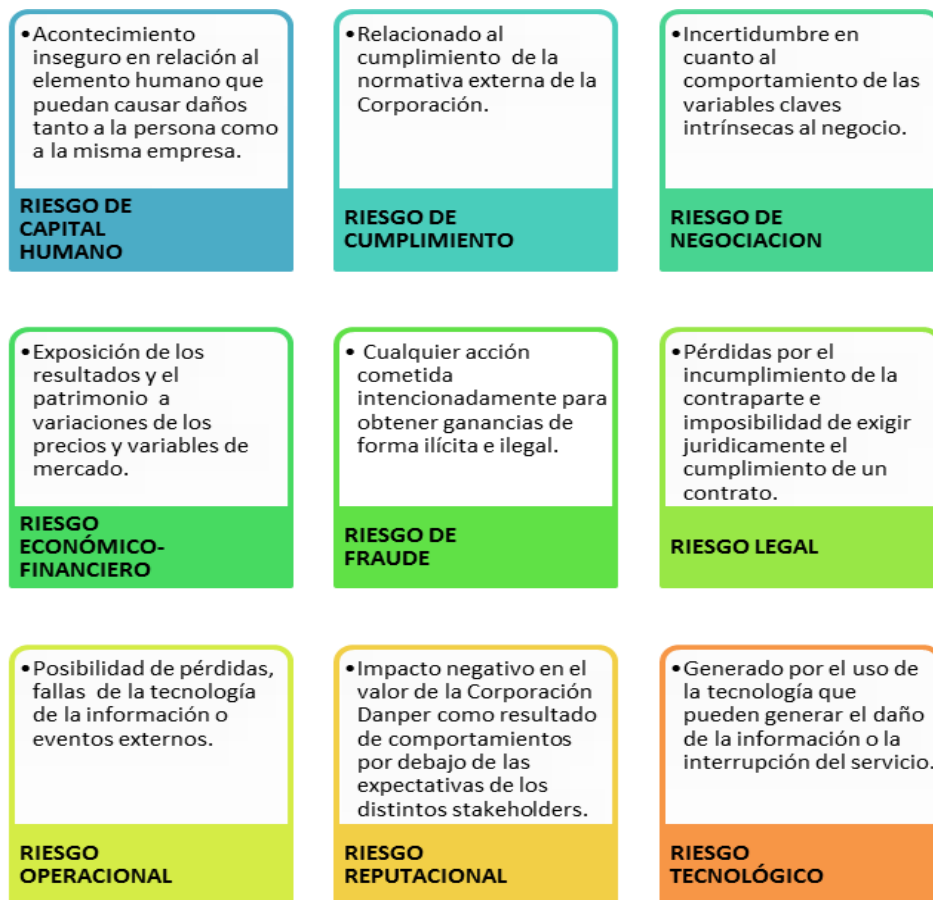 •Acontecimiento
inseguro en relación al
elemento humano que
puedan causar daños
tanto a la persona como
a la misma empresa.
RIESGO DE
CAPITAL
HUMANO
•Relacionado al
cumplimiento de la
normativa externa de la
Corporación.
RIESGO DE
CUMPLIMIENTO
•Incertidumbre en
cuanto al
comportamiento de las
variables claves
intrínsecas al negocio.
RIESGO DE
NEGOCIACION
•Exposición de los
resultados y el
patrimonio a
variaciones de los
precios y variables de
mercado.
RIESGO
ECONÓMICO-
FINANCIERO
• Cualquier acción
cometida
intencionadamente para
obtener ganancias de
forma ilícita e ilegal.
RIESGO DE
FRAUDE
•Pérdidas por el
incumplimiento de la
contraparte e
imposibilidad de exigir
juridicamente el
cumplimiento de un
contrato.
RIESGO LEGAL
•Posibilidad de pérdidas,
fallas de la tecnología
de la información o
eventos externos.
RIESGO
OPERACIONAL
•Impacto negativo en el
valor de la Corporación
Danper como resultado
de comportamientos
por debajo de las
expectativas de los
distintos stakeholders.
RIESGO
REPUTACIONAL
•Generado por el uso de
la tecnología que
pueden generar el daño
de la información o la
interrupción del servicio.
RIESGO
TECNOLÓGICO